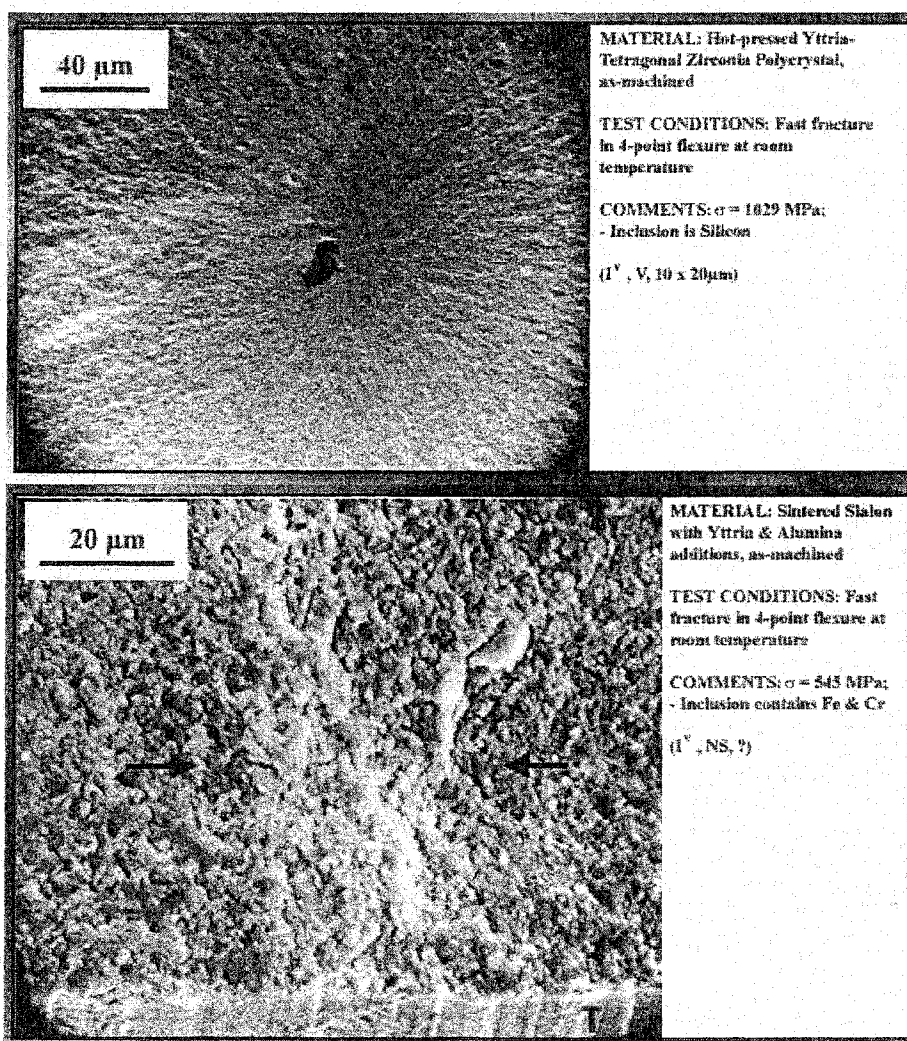 40 µm
MATERIAL: Hot-pressed Yttria-
Tetragonal Zirconia Polycrystal,
as-machined
TEST CONDITIONS: Fast fracture
in 4-point flexure at room
temperature
COMMENTS: σ = 1029 MPa;
- Inclusion is Silicon
(I^v , V, 10 x 20µm)
20 µm
MATERIAL: Sintered Sialon
with Yttria & Alumina
additions, as-machined
TEST CONDITIONS: Fast
fracture in 4-point flexure at
room temperature
COMMENTS: σ = 545 MPa;
- Inclusion contains Fe & Cr
(I^v , NS, ?)
T